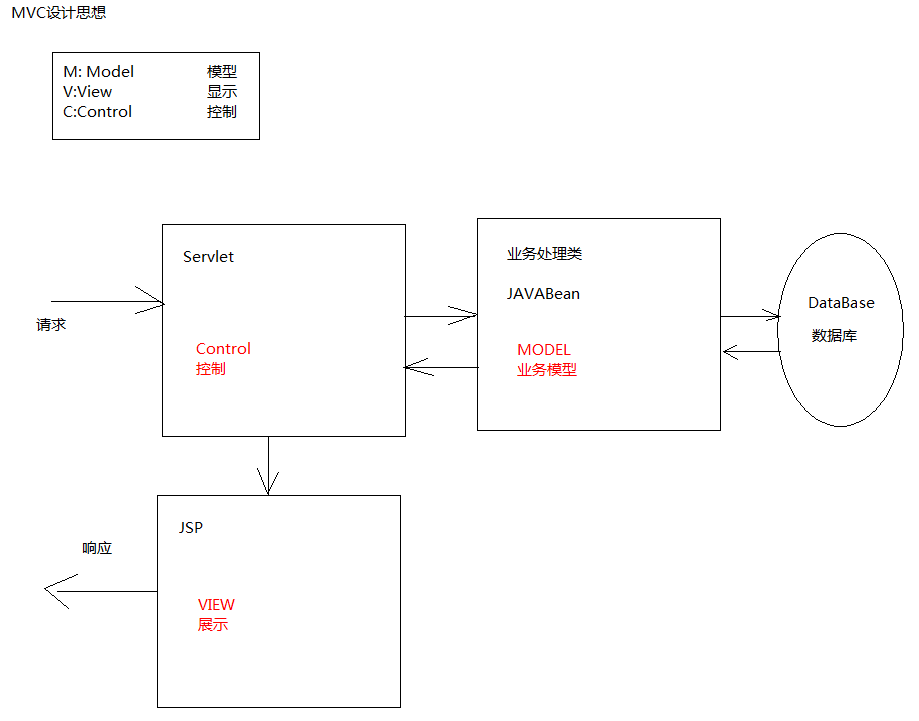 MVC设计思想
M: Model 模型
V:View 显示
C:Control 控制
Servlet
业务处理类
JAVABean
DataBase
请求
数据库
Control
控制
MODEL
业务模型
JSP
响应
VIEW
展示